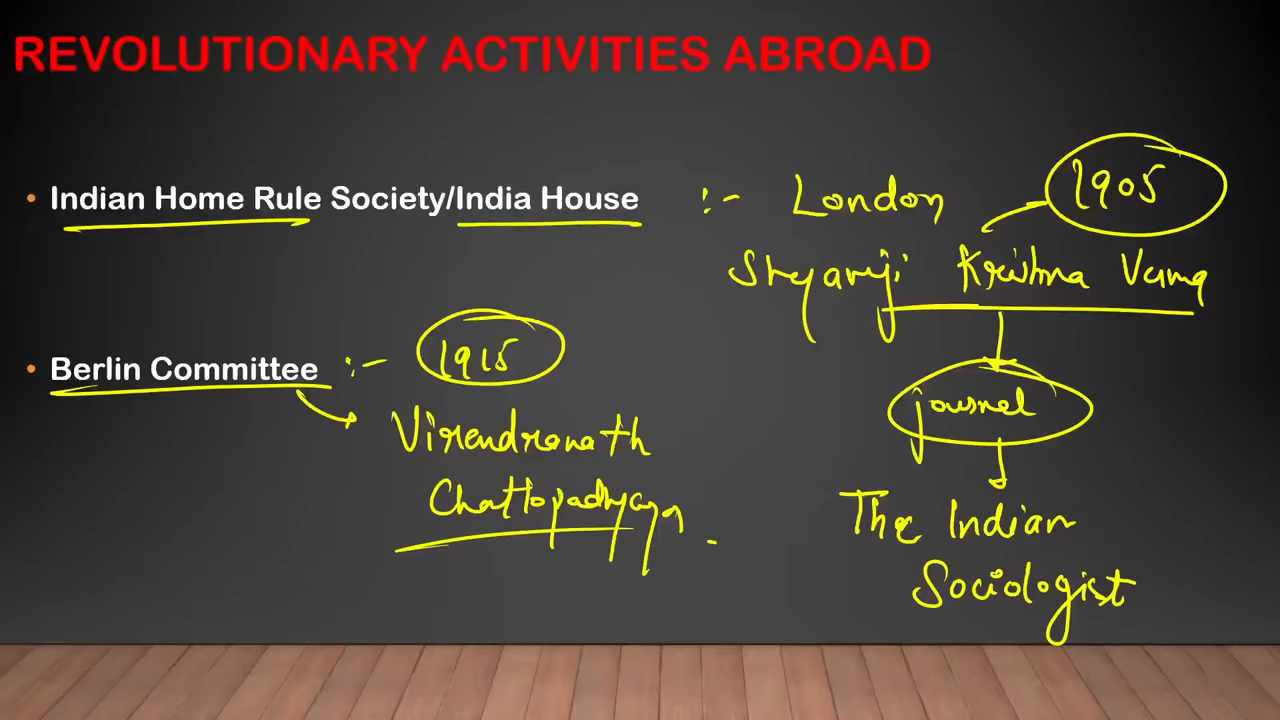 REVOLUTIONARY ACTIVITIES ABROAD
• Indian Home Rule Society/India House :- London 1905
Shyamji Krishna Verma
• Berlin Committee :- 1915
journal
Virendranath
Chattopadhyaya
The Indian
Sociologist